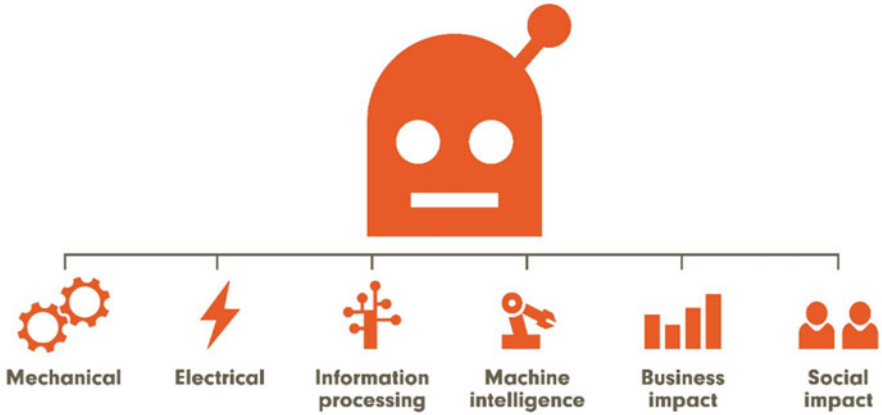 Mechanical
Electrical
Information
processing
Machine
intelligence
Business
impact
Social
impact